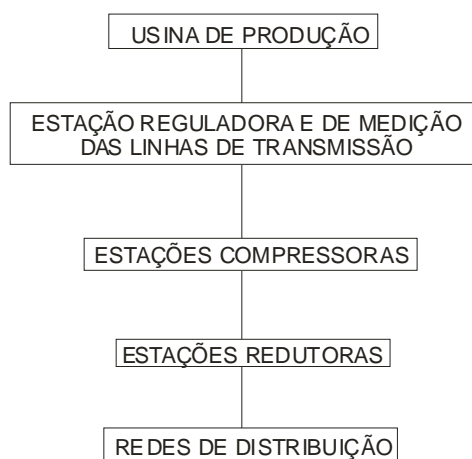 USINA DE PRODUÇÃO
ESTAÇÃO REGULADORA E DE MEDIÇÃO
DAS LINHAS DE TRANSMISSÃO
ESTAÇÕES COMPRESSORAS
ESTAÇÕES REDUTORAS
REDES DE DISTRIBUIÇÃO